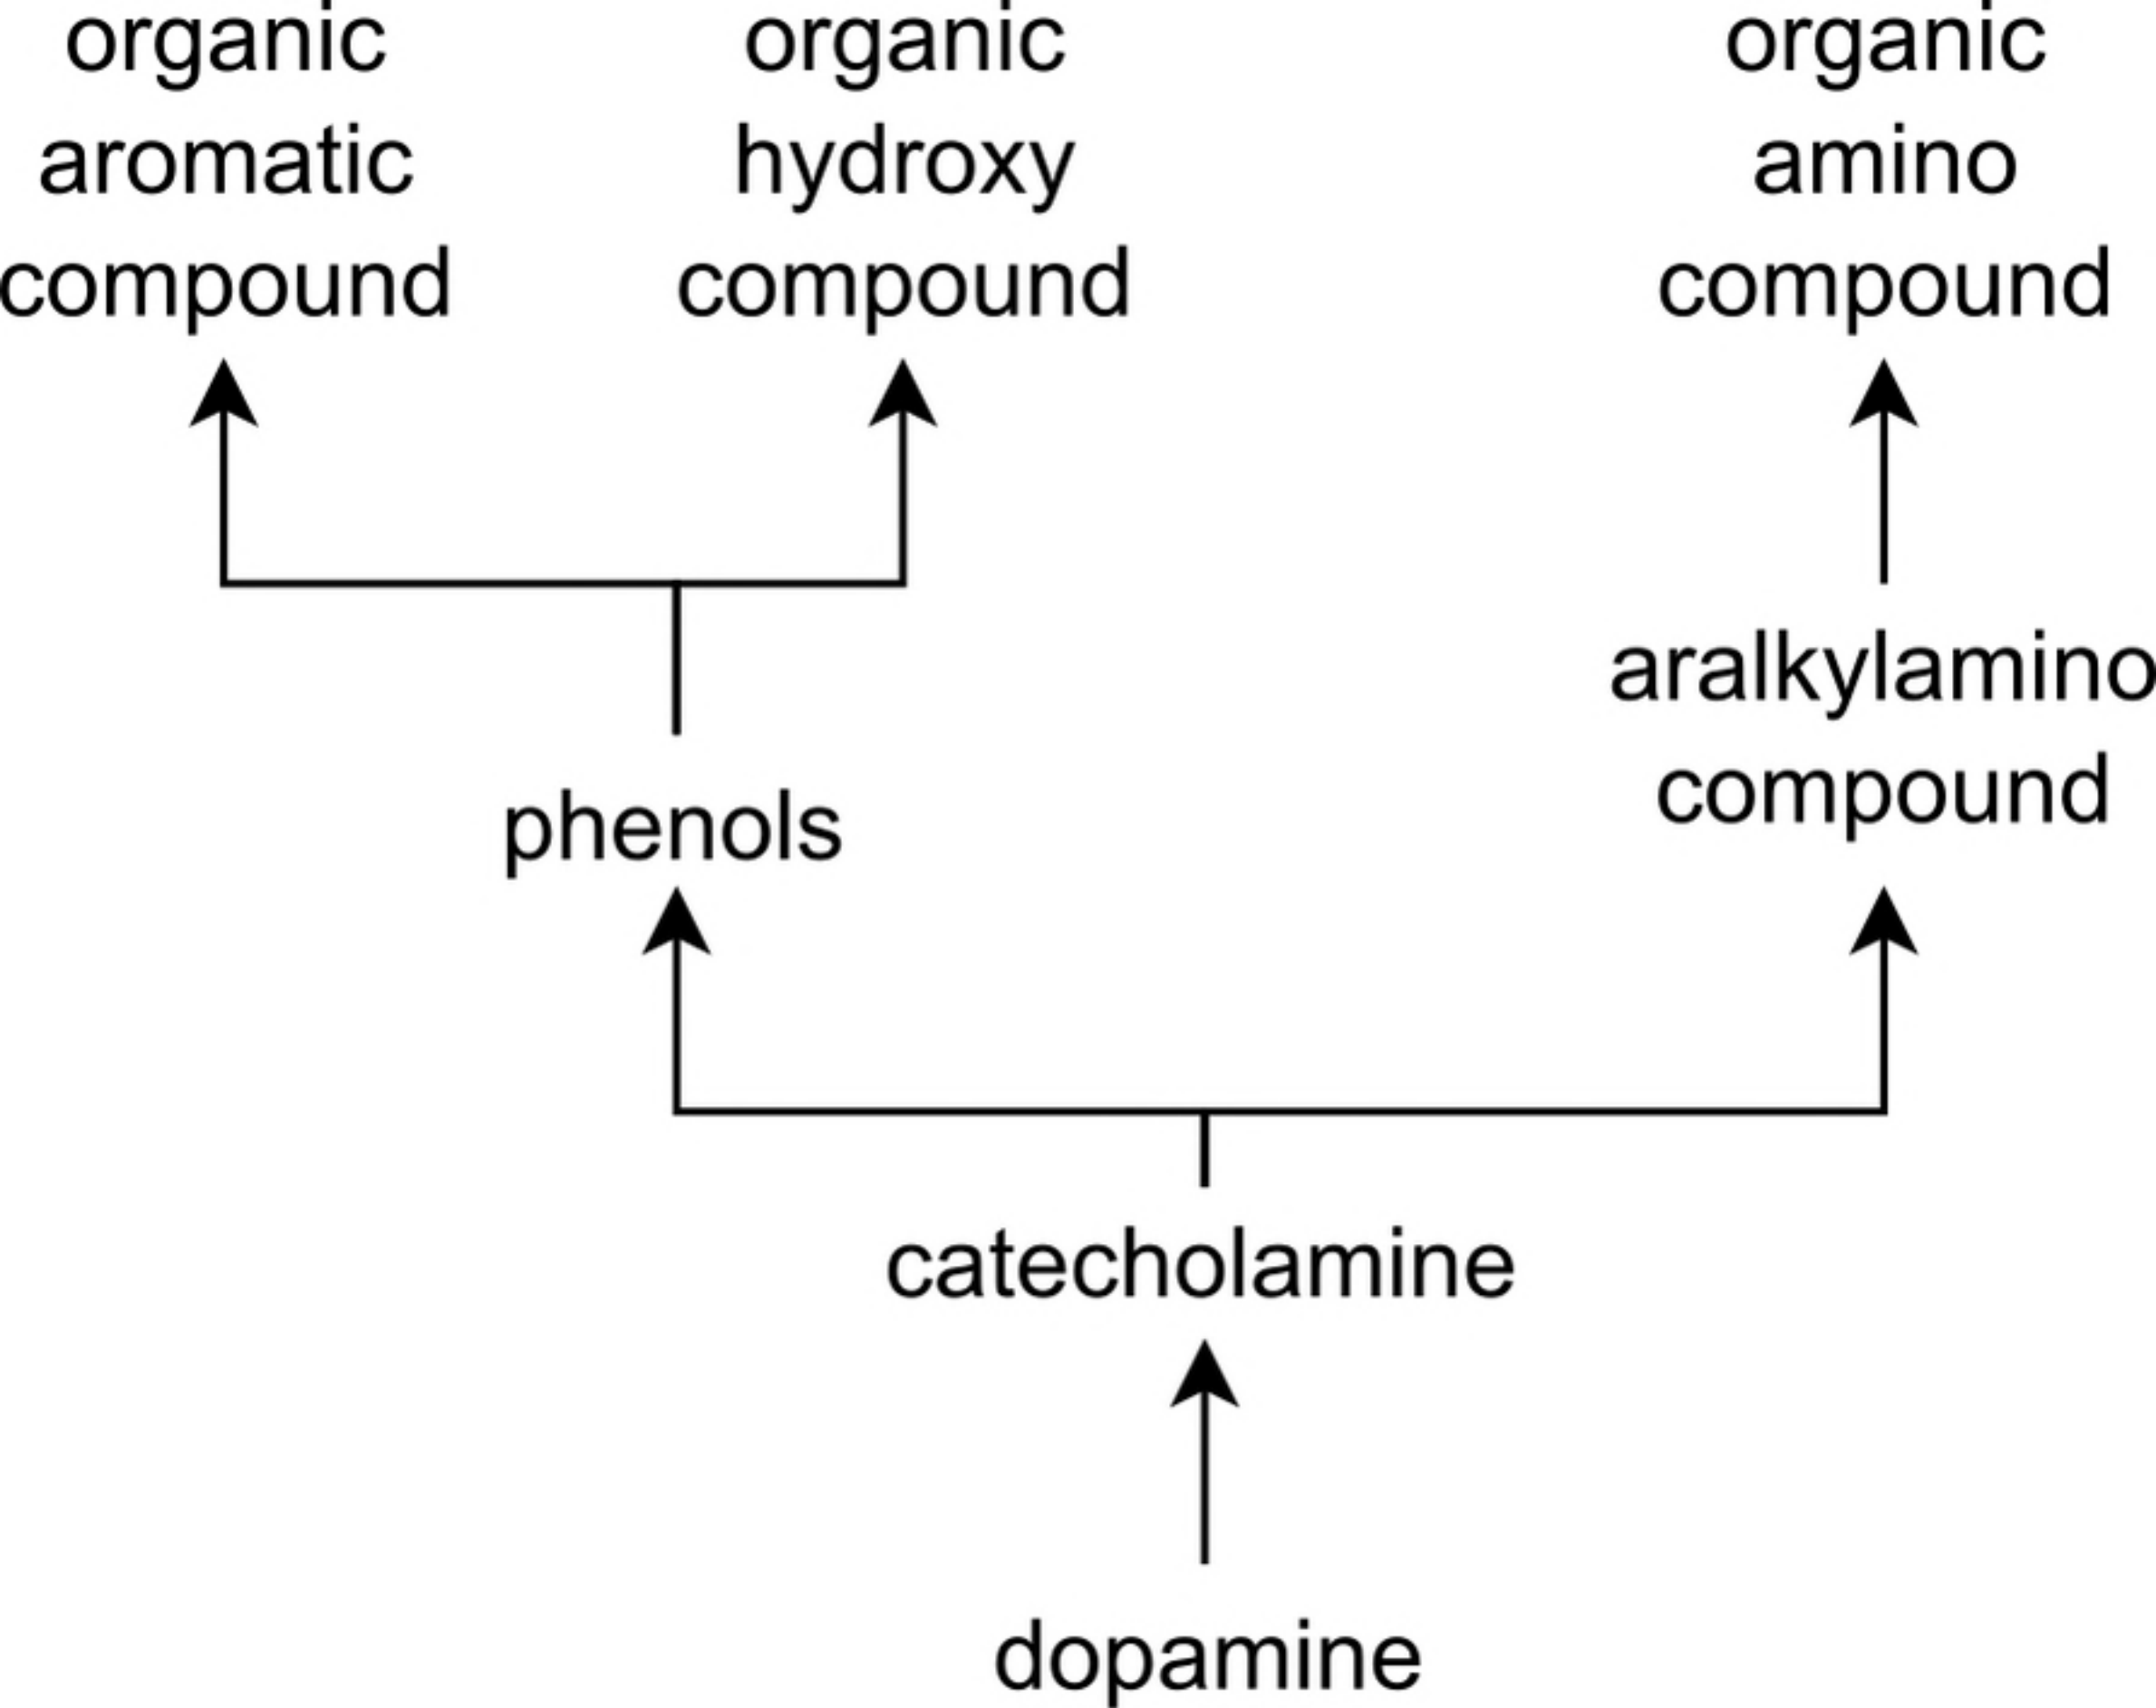 organic
aromatic
compound
organic
hydroxy
compound
organic
amino
compound
aralkylamino
compound
phenols
catecholamine
dopamine